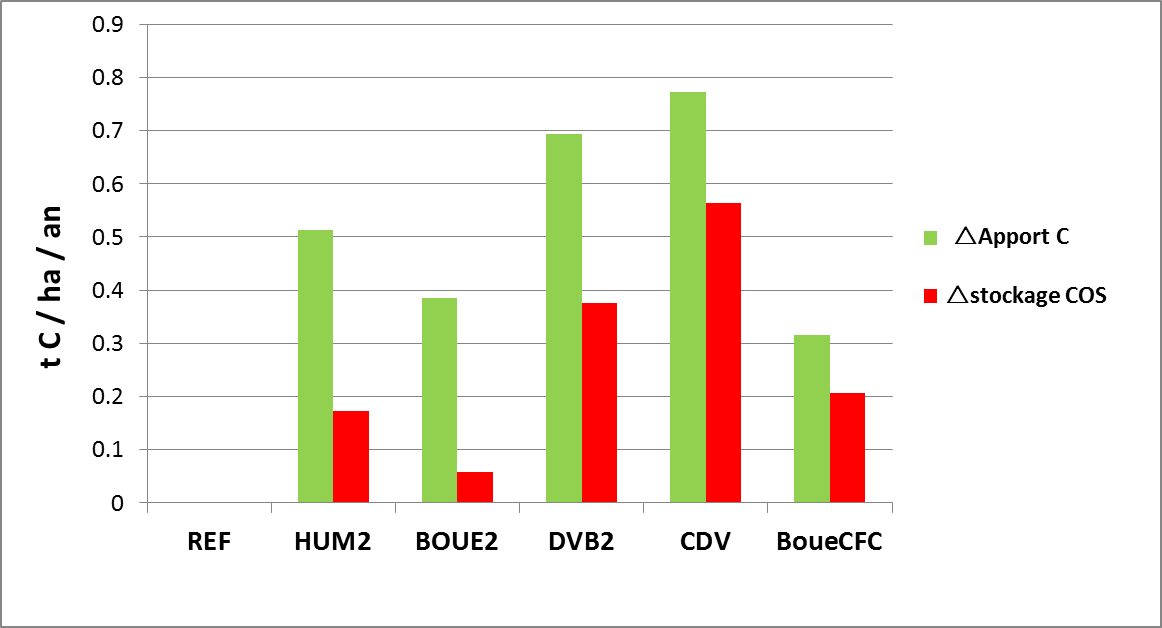 0.9
0.8
0.7
0.6
0.5
0.4
0.3
0.2
0.1
0
t C / ha / an
REF HUM2 BOUE2 DVB2 CDV BoueCFC
△Apport C
△stockage COS